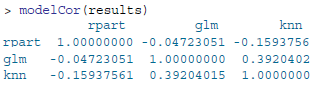 > modelCor(results)
rpart glm knn
rpart 1.00000000 -0.04723051 -0.1593756
glm -0.04723051 1.00000000 0.3920402
knn -0.15937561 0.39204015 1.0000000